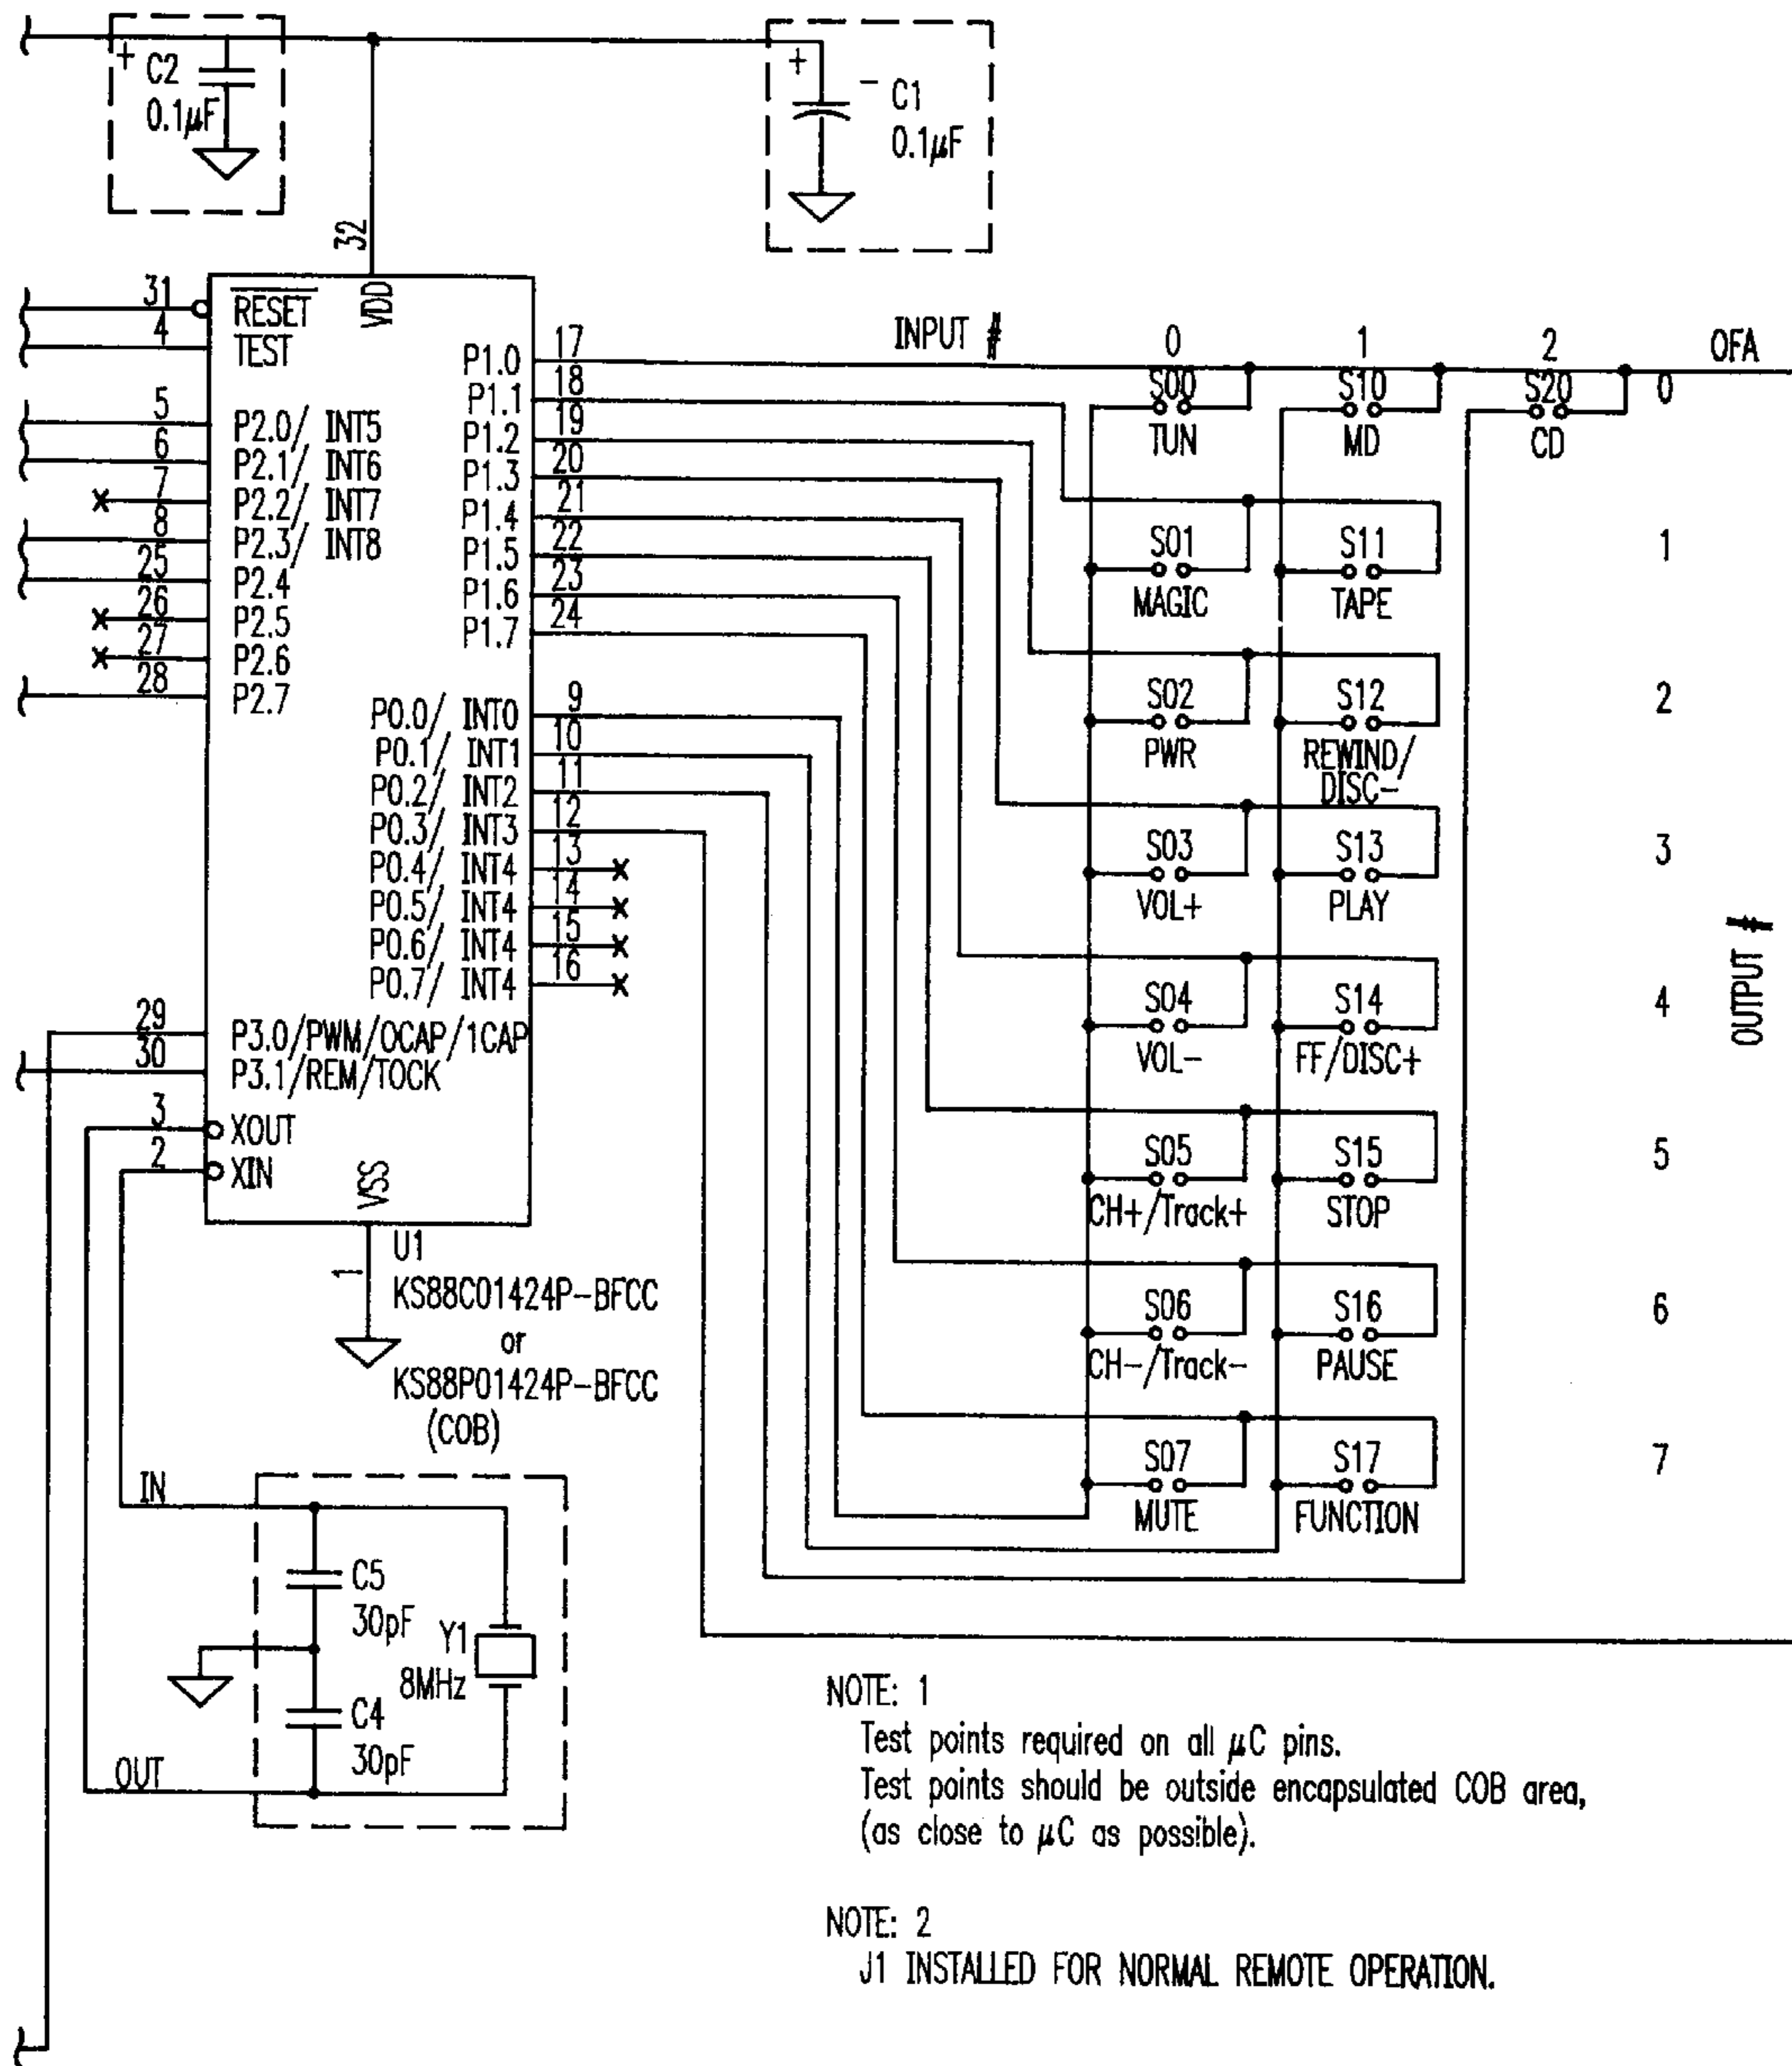 + C2
0.1µF
+ − C1
0.1µF
32
VDD
31 RESET
4 TEST
5 P2.0/ INT5
6 P2.1/ INT6
7 P2.2/ INT7
8 P2.3/ INT8
25 P2.4
26 P2.5
27 P2.6
28 P2.7
P1.0 17
P1.1 18
P1.2 19
P1.3 20
P1.4 21
P1.5 22
P1.6 23
P1.7 24
P0.0/ INT0 9
P0.1/ INT1 10
P0.2/ INT2 11
P0.3/ INT3 12
P0.4/ INT4 13
P0.5/ INT4 14
P0.6/ INT4 15
P0.7/ INT4 16
29 P3.0/PWM/OCAP/1CAP
30 P3.1/REM/TOCK
3 XOUT
2 XIN
VSS
1
U1
KS88C01424P-BFCC
or
KS88P01424P-BFCC
(COB)
INPUT # 0 1 2 OFA
S00 S10 S20 0
TUN MD CD
S01 S11 1
MAGIC TAPE
S02 S12 2
PWR REWIND/
DISC-
S03 S13 3
VOL+ PLAY
OUTPUT #
S04 S14 4
VOL- FF/DISC+
S05 S15 5
CH+/Track+ STOP
S06 S16 6
CH-/Track- PAUSE
S07 S17 7
MUTE FUNCTION
IN
C5
30pF
Y1
8MHz
C4
30pF
OUT
NOTE: 1
Test points required on all µC pins.
Test points should be outside encapsulated COB area,
(as close to µC as possible).
NOTE: 2
J1 INSTALLED FOR NORMAL REMOTE OPERATION.